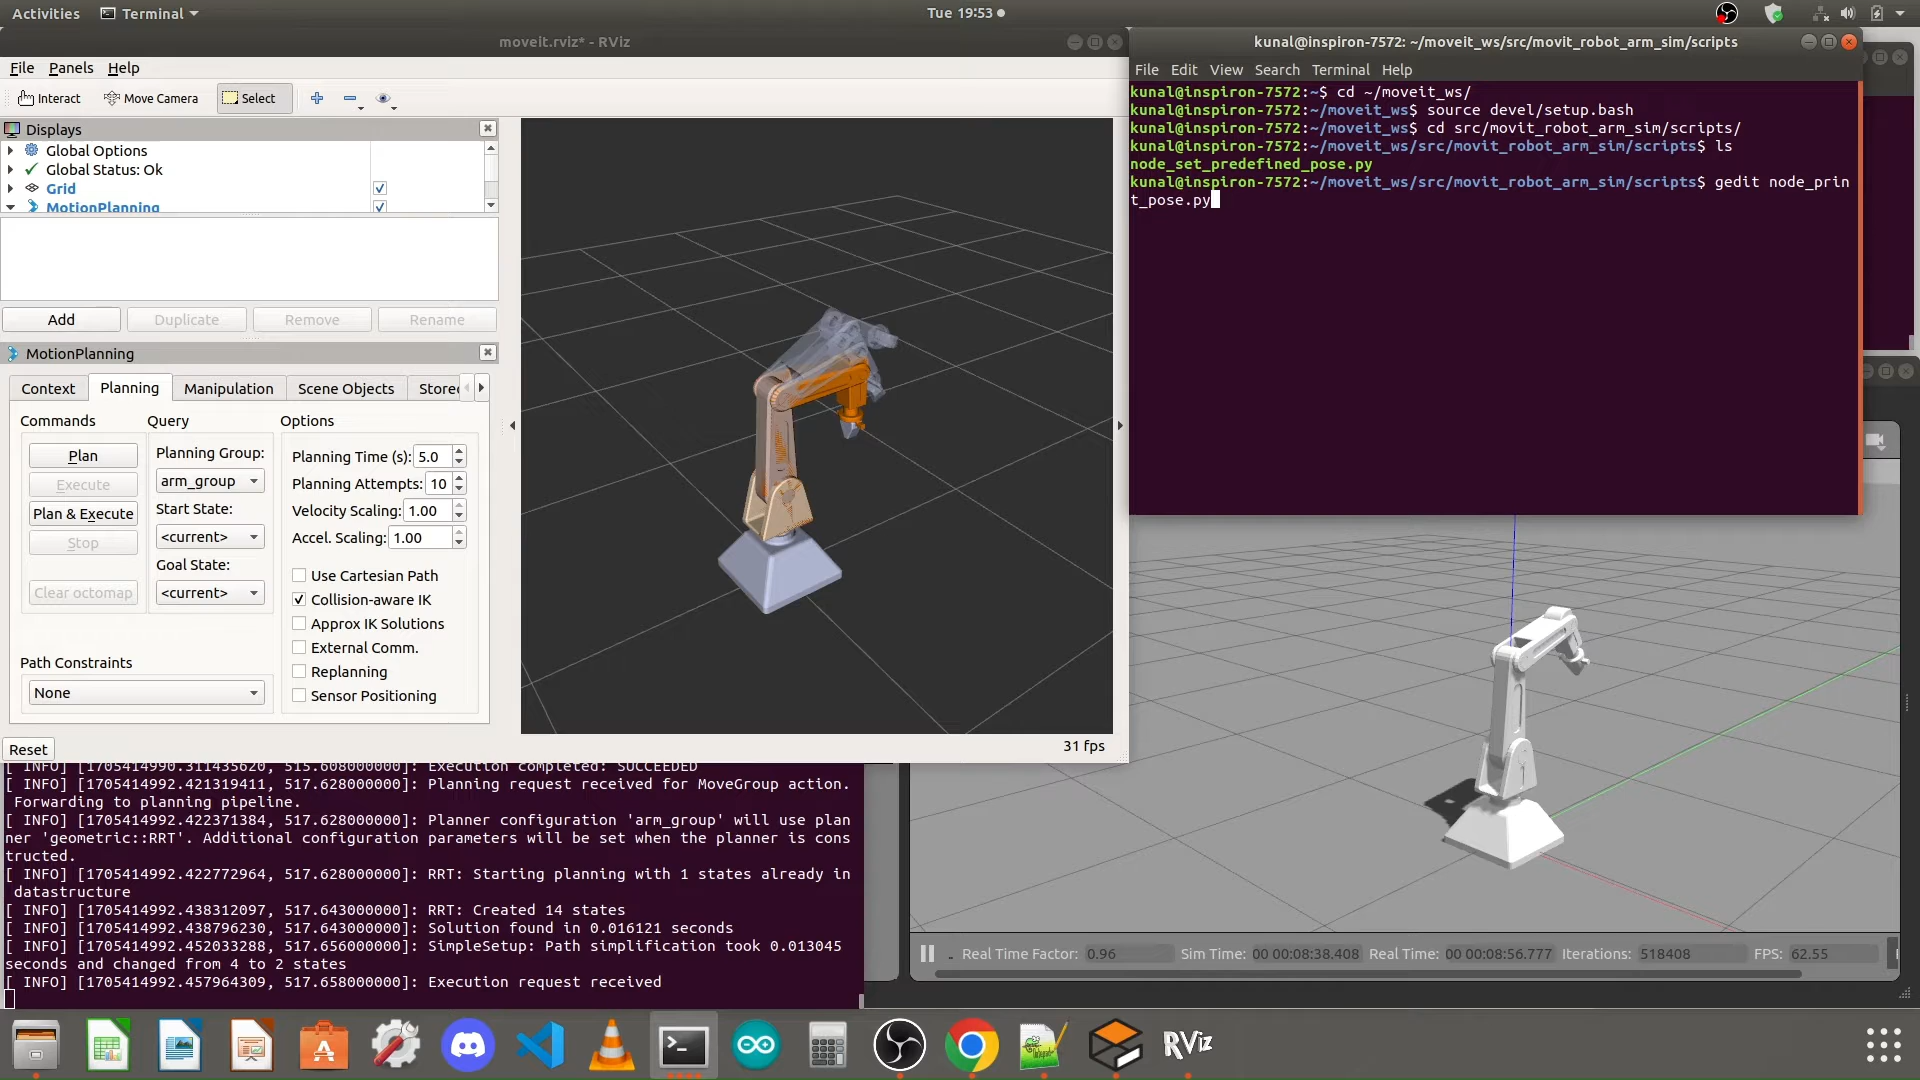 Activities
Terminal
Tue 19:53
moveit.rviz* - RViz
File Panels Help
Interact Move Camera Select
Displays
Global Options
Global Status: Ok
Grid
MotionPlanning
Add Duplicate Remove Rename
MotionPlanning
Context Planning Manipulation Scene Objects Store
Commands Query Options
Plan
Execute
Plan & Execute
Stop
Clear octomap
Planning Group:
arm_group
Start State:
<current>
Goal State:
<current>
Planning Time (s): 5.0
Planning Attempts: 10
Velocity Scaling: 1.00
Accel. Scaling: 1.00
Use Cartesian Path
Collision-aware IK
Approx IK Solutions
External Comm.
Replanning
Sensor Positioning
Path Constraints
None
Reset
31 fps
kunal@inspiron-7572: ~/moveit_ws/src/movit_robot_arm_sim/scripts
File Edit View Search Terminal Help
kunal@inspiron-7572:~$ cd ~/moveit_ws/
kunal@inspiron-7572:~/moveit_ws$ source devel/setup.bash
kunal@inspiron-7572:~/moveit_ws$ cd src/movit_robot_arm_sim/scripts/
kunal@inspiron-7572:~/moveit_ws/src/movit_robot_arm_sim/scripts$ ls
node_set_predefined_pose.py
kunal@inspiron-7572:~/moveit_ws/src/movit_robot_arm_sim/scripts$ gedit node_prin
t_pose.py
[ INFO] [1705414990.311435620, 515.608000000]: Execution completed: SUCCEEDED
[ INFO] [1705414992.421319411, 517.628000000]: Planning request received for MoveGroup action.
Forwarding to planning pipeline.
[ INFO] [1705414992.422371384, 517.628000000]: Planner configuration 'arm_group' will use plan
ner 'geometric::RRT'. Additional configuration parameters will be set when the planner is cons
tructed.
[ INFO] [1705414992.422772964, 517.628000000]: RRT: Starting planning with 1 states already in
datastructure
[ INFO] [1705414992.438312097, 517.643000000]: RRT: Created 14 states
[ INFO] [1705414992.438796230, 517.643000000]: Solution found in 0.016121 seconds
[ INFO] [1705414992.452033288, 517.656000000]: SimpleSetup: Path simplification took 0.013045
seconds and changed from 4 to 2 states
[ INFO] [1705414992.457964309, 517.658000000]: Execution request received
Real Time Factor: 0.96 Sim Time: 00 00:08:38.408 Real Time: 00 00:08:56.777 Iterations: 518408 FPS: 62.55
RViz